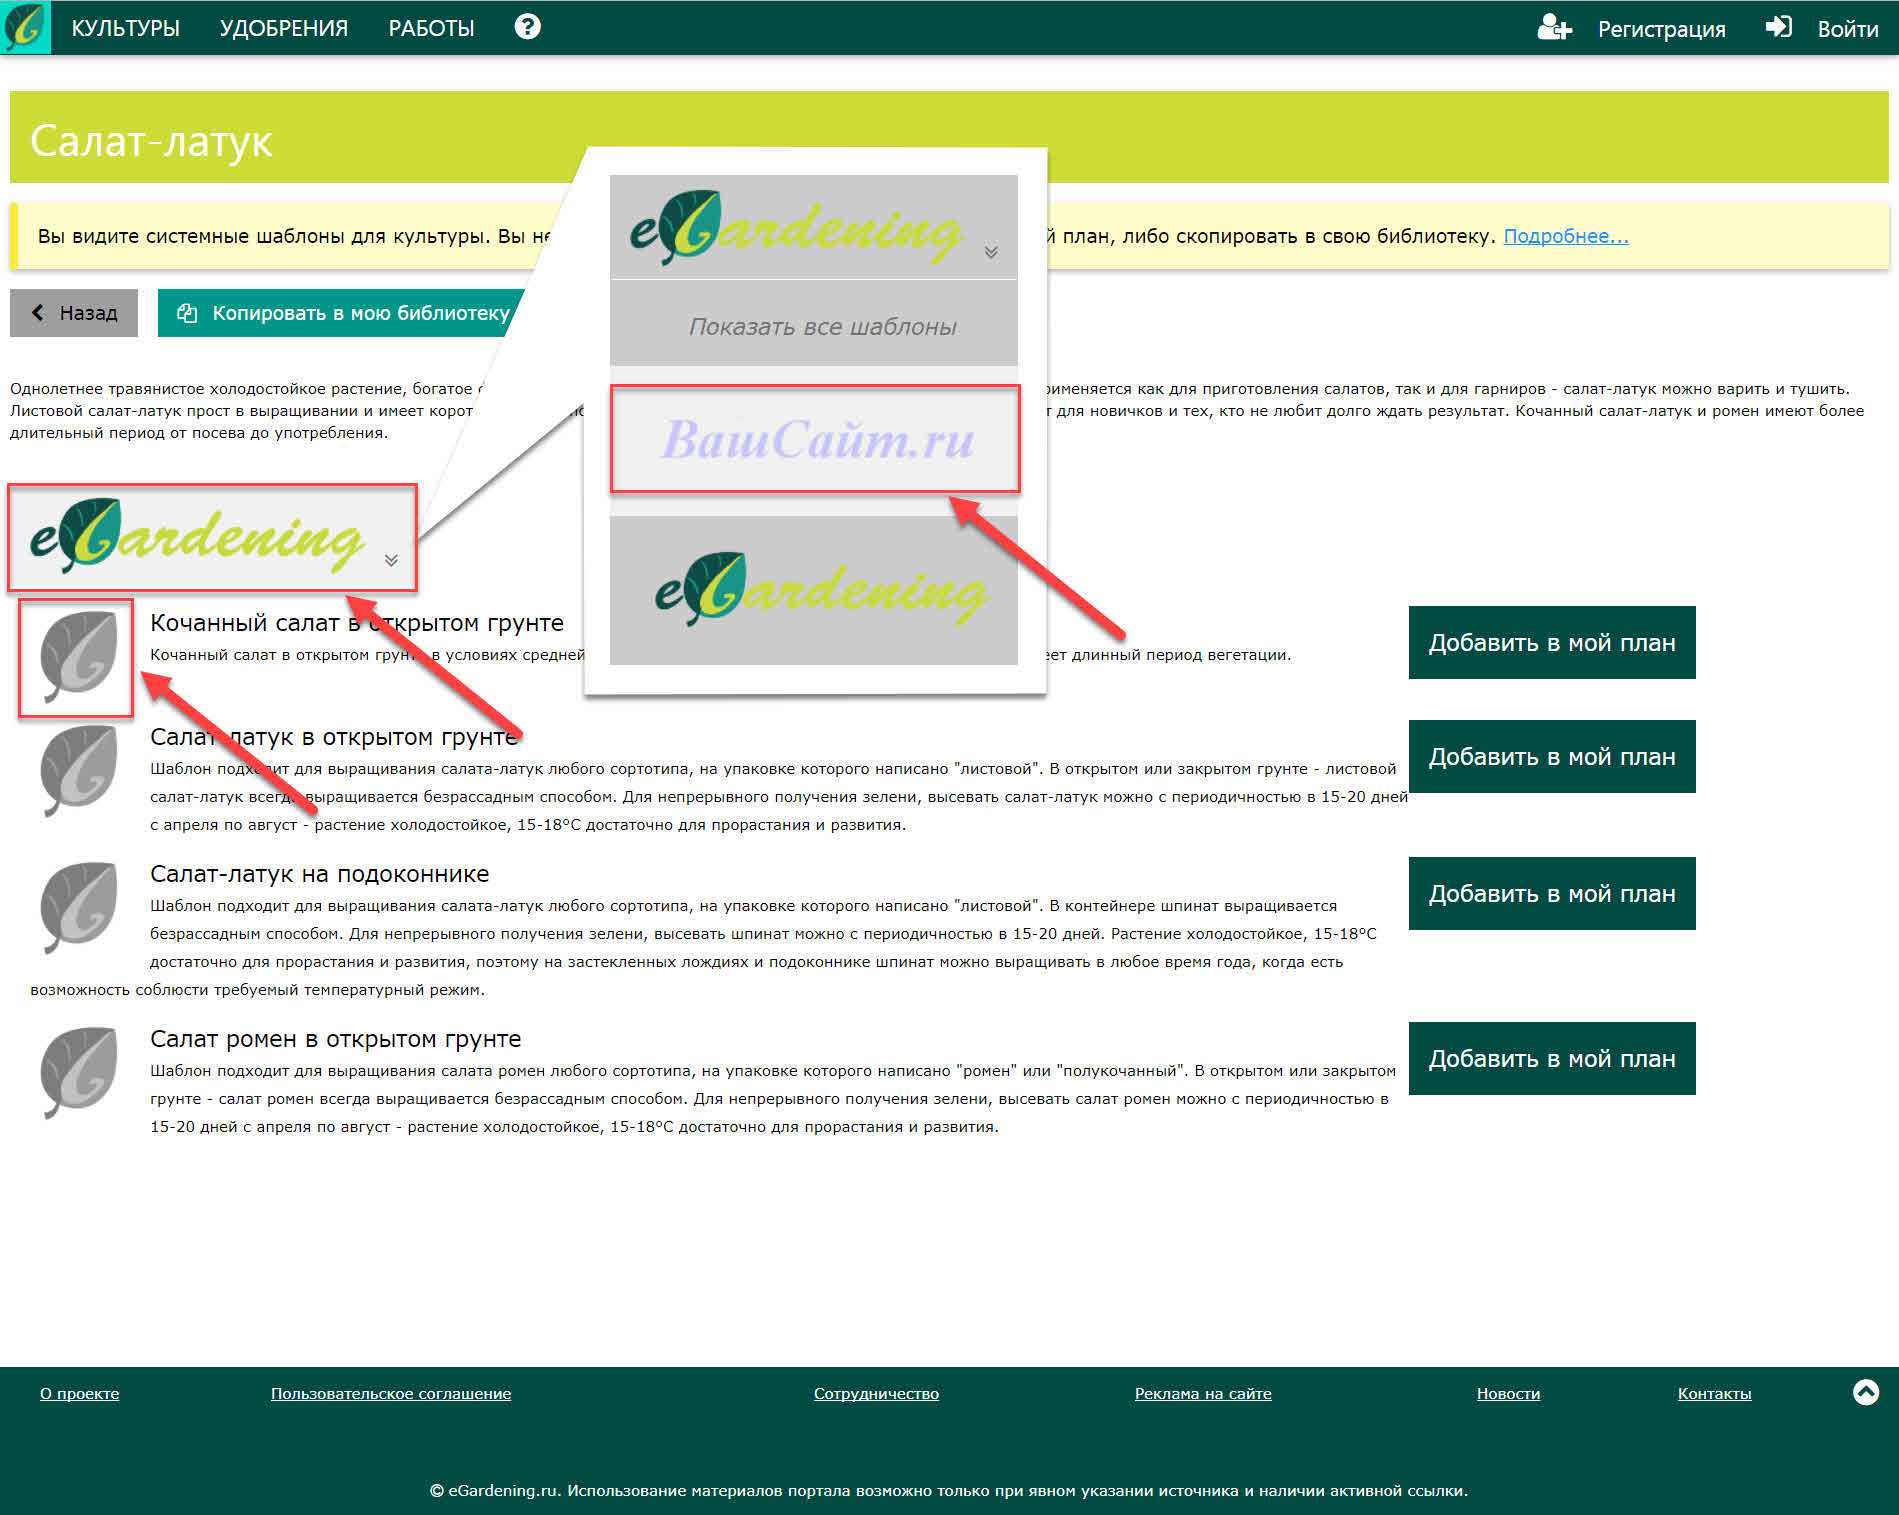 КУЛЬТУРЫ УДОБРЕНИЯ РАБОТЫ ? Регистрация Войти
Салат-латук
Вы видите системные шаблоны для культуры. Вы не й план, либо скопировать в свою библиотеку. Подробнее...
Назад Копировать в мою библиотеку
eGardening
Показать все шаблоны
ВашСайт.ru
eGardening
Однолетнее травянистое холодостойкое растение, богатое рименяется как для приготовления салатов, так и для гарниров - салат-латук можно варить и тушить.
Листовой салат-латук прост в выращивании и имеет корот т для новичков и тех, кто не любит долго ждать результат. Кочанный салат-латук и ромен имеют более
длительный период от посева до употребления.
eGardening
Кочанный салат в открытом грунте
Кочанный салат в открытом грунте в условиях средней еет длинный период вегетации.
Добавить в мой план
Салат-латук в открытом грунте
Шаблон подходит для выращивания салата-латук любого сортотипа, на упаковке которого написано "листовой". В открытом или закрытом грунте - листовой
салат-латук всегда выращивается безрассадным способом. Для непрерывного получения зелени, высевать салат-латук можно с периодичностью в 15-20 дней
с апреля по август - растение холодостойкое, 15-18°С достаточно для прорастания и развития.
Добавить в мой план
Салат-латук на подоконнике
Шаблон подходит для выращивания салата-латук любого сортотипа, на упаковке которого написано "листовой". В контейнере шпинат выращивается
безрассадным способом. Для непрерывного получения зелени, высевать шпинат можно с периодичностью в 15-20 дней. Растение холодостойкое, 15-18°С
достаточно для прорастания и развития, поэтому на застекленных лождиях и подоконнике шпинат можно выращивать в любое время года, когда есть
возможность соблюсти требуемый температурный режим.
Добавить в мой план
Салат ромен в открытом грунте
Шаблон подходит для выращивания салата ромен любого сортотипа, на упаковке которого написано "ромен" или "полукочанный". В открытом или закрытом
грунте - салат ромен всегда выращивается безрассадным способом. Для непрерывного получения зелени, высевать салат ромен можно с периодичностью в
15-20 дней с апреля по август - растение холодостойкое, 15-18°С достаточно для прорастания и развития.
Добавить в мой план
О проекте Пользовательское соглашение Сотрудничество Реклама на сайте Новости Контакты
© eGardening.ru. Использование материалов портала возможно только при явном указании источника и наличии активной ссылки.